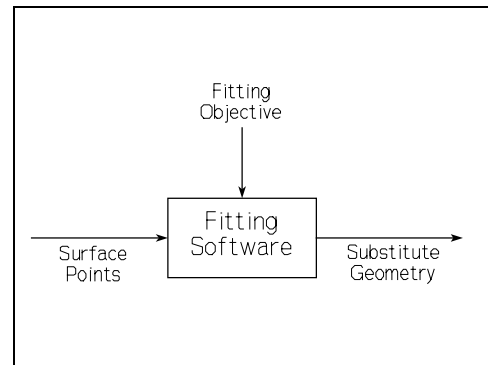 Fitting
Objective
Fitting
Software
Surface
Points
Substitute
Geometry